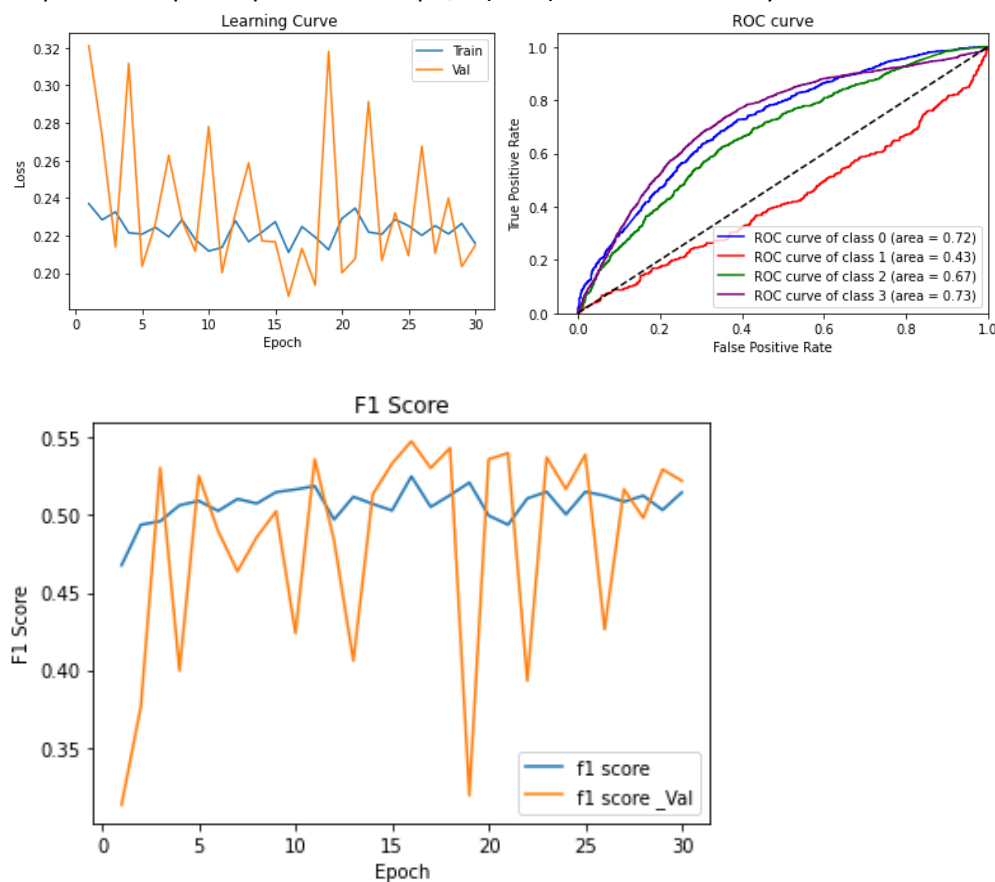 Learning Curve
0.32
0.30
0.28
0.26
0.24
0.22
0.20
Loss
Train
Val
0
5
10
15
20
25
30
Epoch
ROC curve
1.0
0.8
0.6
0.4
0.2
0.0
True Positive Rate
ROC curve of class 0 (area = 0.72)
ROC curve of class 1 (area = 0.43)
ROC curve of class 2 (area = 0.67)
ROC curve of class 3 (area = 0.73)
0.0
0.2
0.4
0.6
0.8
1.0
False Positive Rate
F1 Score
0.55
0.50
0.45
0.40
0.35
F1 Score
f1 score
f1 score _Val
0
5
10
15
20
25
30
Epoch